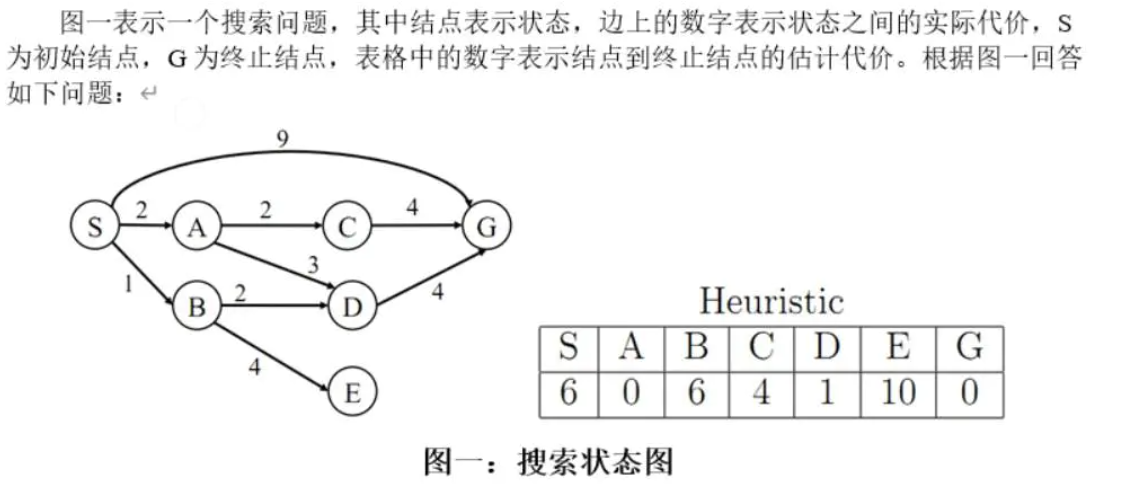 图一表示一个搜索问题，其中结点表示状态，边上的数字表示状态之间的实际代价，S
为初始结点，G 为终止结点，表格中的数字表示结点到终止结点的估计代价。根据图一回答
如下问题：↵
9
S 2 A 2 C 4 G
1 3
B 2 D 4
4
E
Heuristic
S A B C D E G
6 0 6 4 1 10 0
图一：搜索状态图